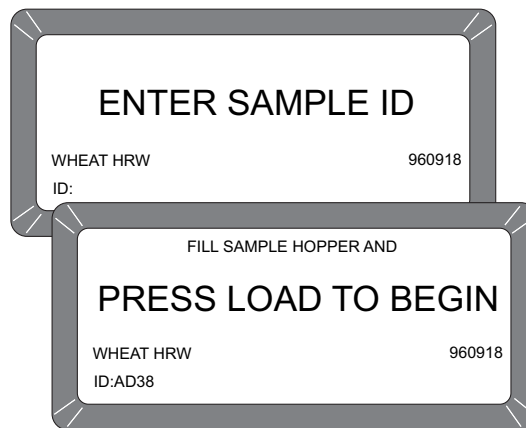 ENTER SAMPLE ID
WHEAT HRW 960918
ID:
FILL SAMPLE HOPPER AND
PRESS LOAD TO BEGIN
WHEAT HRW 960918
ID:AD38